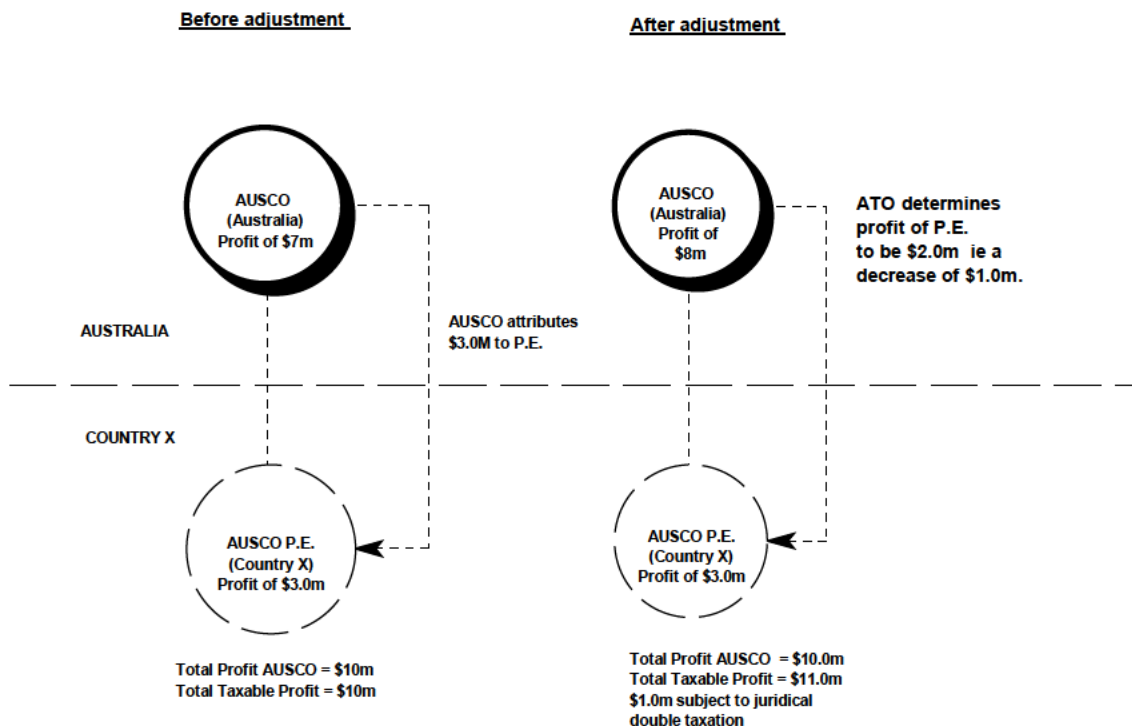 Before adjustment
After adjustment
AUSCO
(Australia)
Profit of $7m
AUSCO
(Australia)
Profit of
$8m
ATO determines
profit of P.E.
to be $2.0m ie a
decrease of $1.0m.
AUSTRALIA
AUSCO attributes
$3.0M to P.E.
COUNTRY X
AUSCO P.E.
(Country X)
Profit of $3.0m
AUSCO P.E.
(Country X)
Profit of $3.0m
Total Profit AUSCO = $10m
Total Taxable Profit = $10m
Total Profit AUSCO = $10.0m
Total Taxable Profit = $11.0m
$1.0m subject to juridical
double taxation